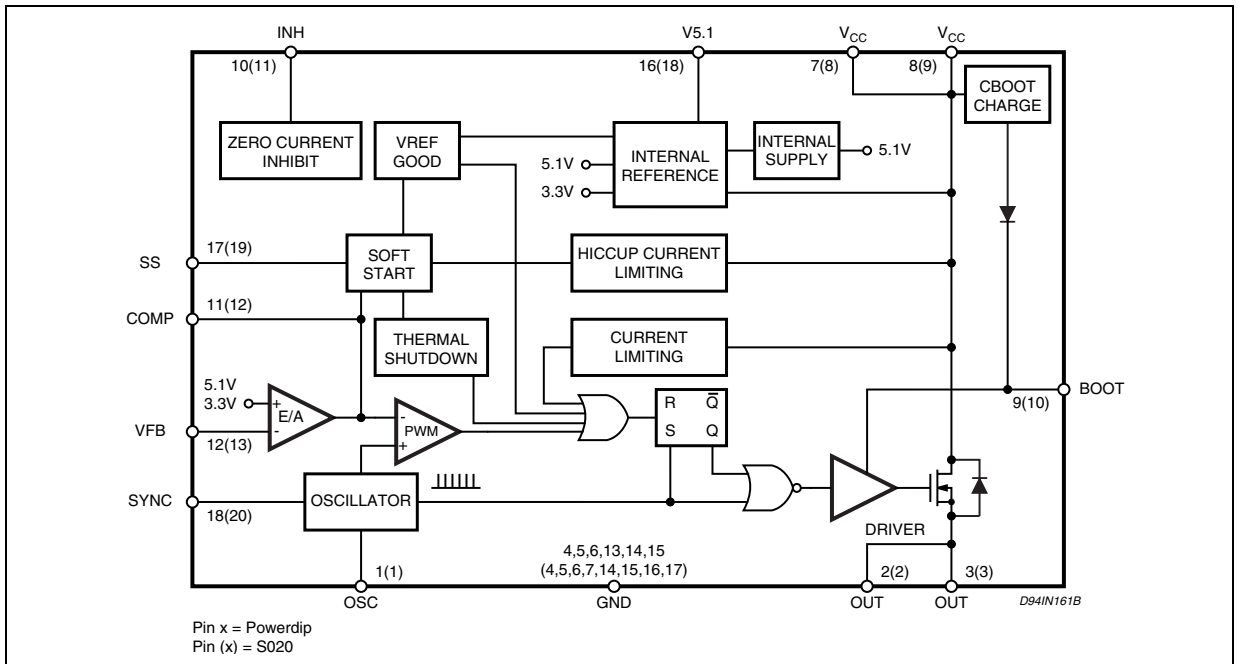 INH
V5.1
VCC
VCC
10(11)
16(18)
7(8)
8(9)
CBOOT
CHARGE
ZERO CURRENT
INHIBIT
VREF
GOOD
5.1V
3.3V
INTERNAL
REFERENCE
INTERNAL
SUPPLY
5.1V
SS
17(19)
SOFT
START
HICCUP CURRENT
LIMITING
COMP
11(12)
THERMAL
SHUTDOWN
CURRENT
LIMITING
5.1V
3.3V
+
E/A
-
VFB
12(13)
-
PWM
+
R Q̅
S Q
BOOT
9(10)
SYNC
18(20)
OSCILLATOR
DRIVER
1(1)
4,5,6,13,14,15
(4,5,6,7,14,15,16,17)
2(2)
3(3)
OSC
GND
OUT
OUT
D94IN161B
Pin x = Powerdip
Pin (x) = S020